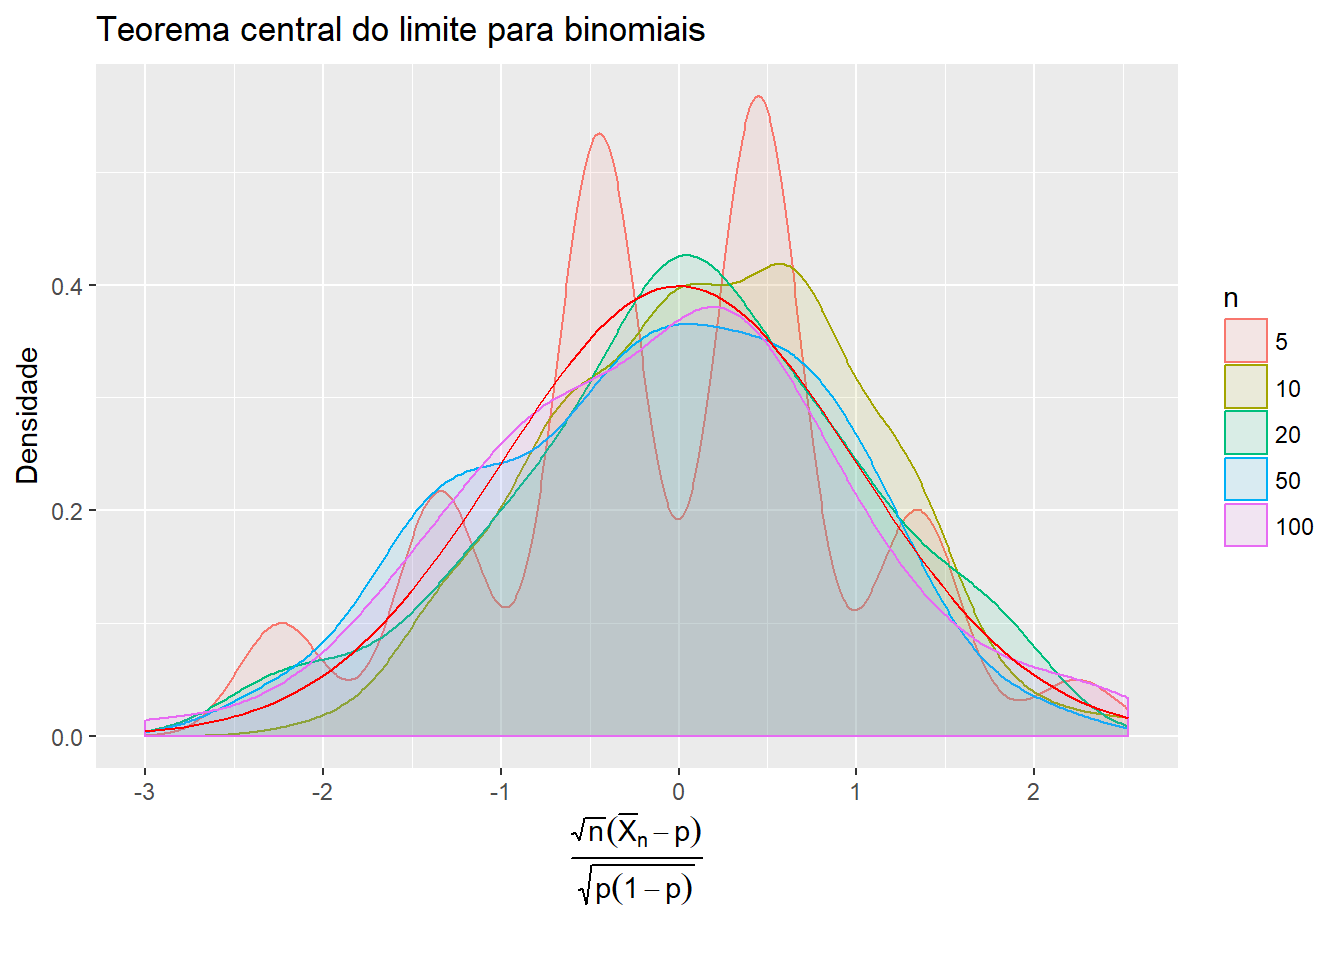 Teorema central do limite para binomiais
Densidade
0.4
0.2
0.0
-3 -2 -1 0 1 2
√n(X̅n−p)
√p(1−p)
n
5
10
20
50
100